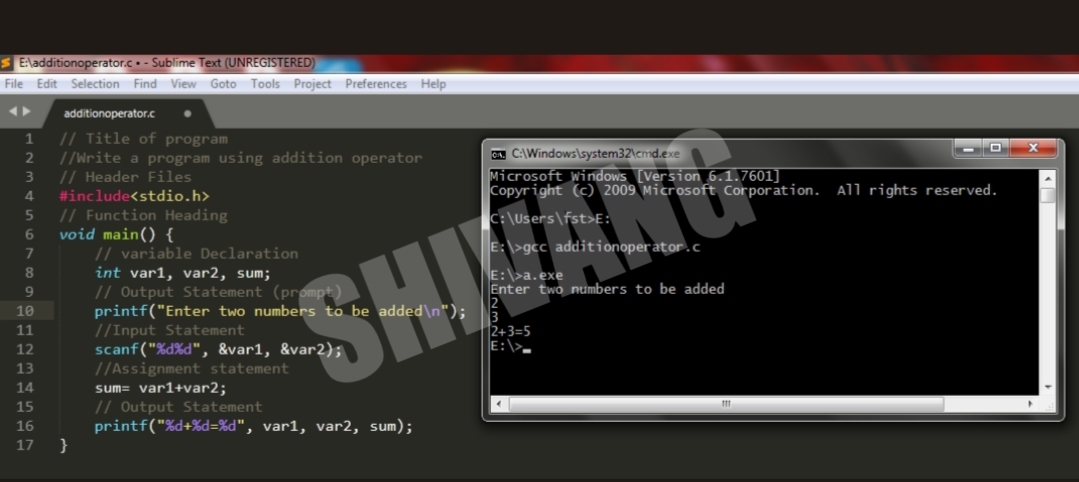 E:\additionoperator.c • - Sublime Text (UNREGISTERED)
File Edit Selection Find View Goto Tools Project Preferences Help
additionoperator.c
1 // Title of program
2 //Write a program using addition operator
3 // Header Files
4 #include<stdio.h>
5 // Function Heading
6 void main() {
7 // variable Declaration
8 int var1, var2, sum;
9 // Output Statement (prompt)
10 printf("Enter two numbers to be added\n");
11 //Input Statement
12 scanf("%d%d", &var1, &var2);
13 //Assignment statement
14 sum= var1+var2;
15 // Output Statement
16 printf("%d+%d=%d", var1, var2, sum);
17 }
C:\Windows\system32\cmd.exe
Microsoft Windows [Version 6.1.7601]
Copyright (c) 2009 Microsoft Corporation. All rights reserved.
C:\Users\fst>E:
E:\>gcc additionoperator.c
E:\>a.exe
Enter two numbers to be added
2
3
2+3=5
E:\>_
SHIVANG